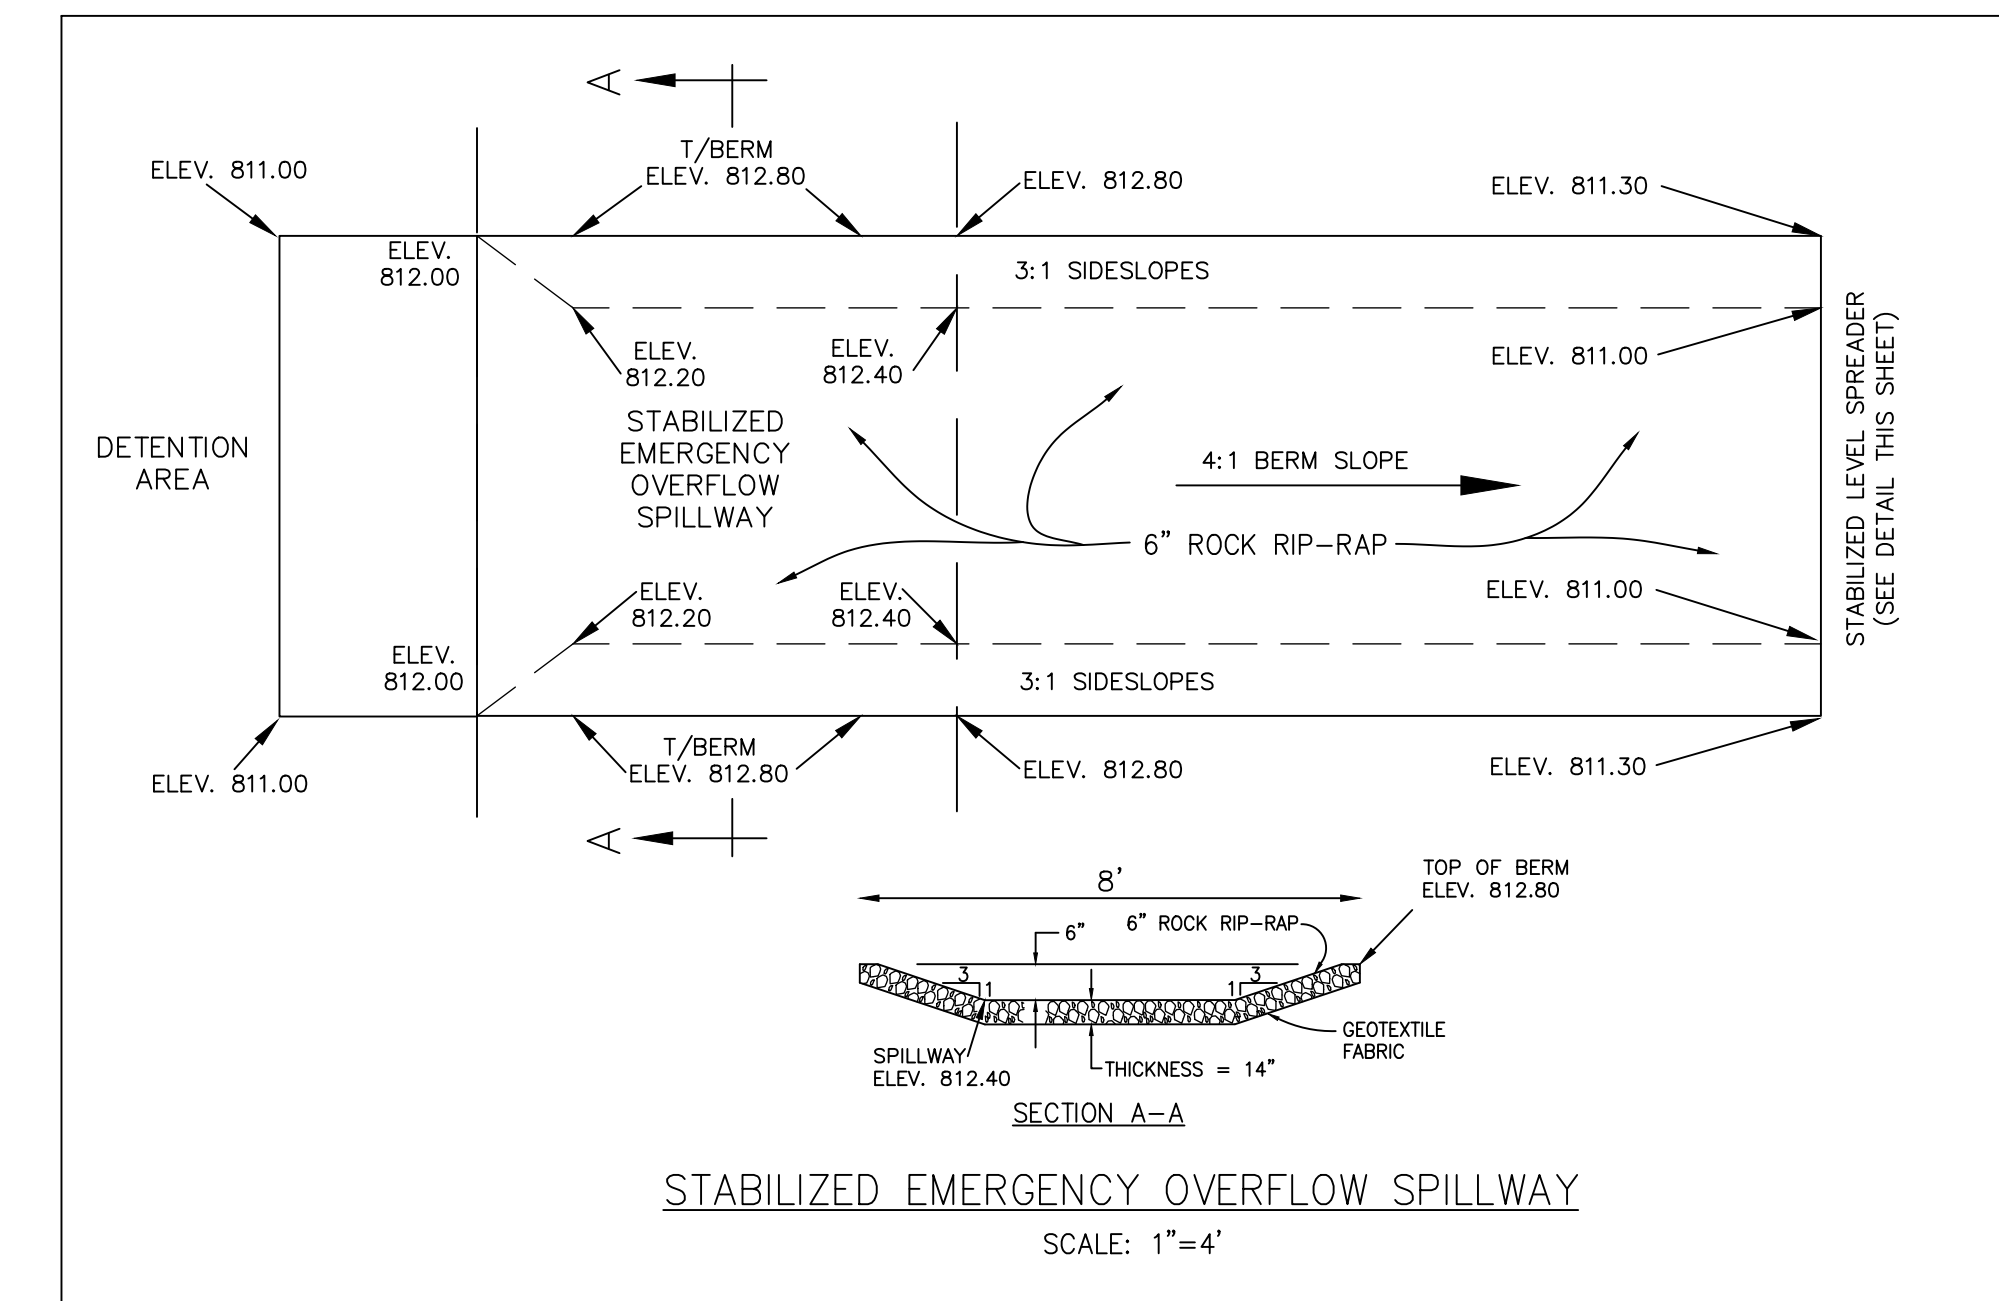 A
T/BERM
ELEV. 812.80
ELEV. 811.00
ELEV. 812.80
ELEV. 811.30
ELEV.
812.00
3:1 SIDESLOPES
ELEV.
812.20
ELEV.
812.40
ELEV. 811.00
STABILIZED LEVEL SPREADER
(SEE DETAIL THIS SHEET)
DETENTION
AREA
STABILIZED
EMERGENCY
OVERFLOW
SPILLWAY
4:1 BERM SLOPE
6" ROCK RIP-RAP
ELEV.
812.20
ELEV.
812.40
ELEV. 811.00
ELEV.
812.00
3:1 SIDESLOPES
T/BERM
ELEV. 812.80
ELEV. 811.00
ELEV. 812.80
ELEV. 811.30
A
8'
TOP OF BERM
ELEV. 812.80
6"
6" ROCK RIP-RAP
3
1
3
1
SPILLWAY
ELEV. 812.40
THICKNESS = 14"
GEOTEXTILE
FABRIC
SECTION A-A
STABILIZED EMERGENCY OVERFLOW SPILLWAY
SCALE: 1"=4'